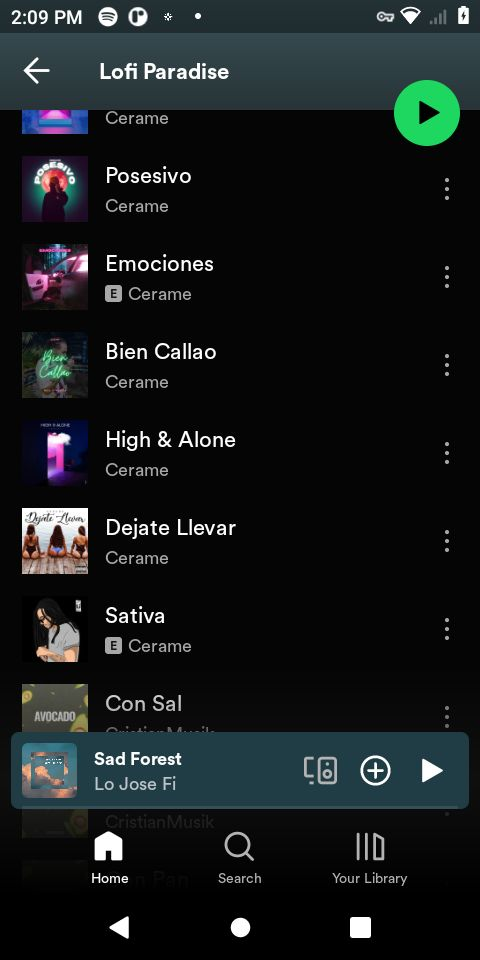 2:09 PM
Lofi Paradise
Cerame
POSESIVO
Posesivo
Cerame
EMOCIONES
Emociones
E Cerame
Bien
Callao
Bien Callao
Cerame
HIGH & ALONE
High & Alone
Cerame
Dejate Llevar
Dejate Llevar
Cerame
Sativa
E Cerame
AVOCADO
Con Sal
CristianMusik
Sad Forest
Lo Jose Fi
CristianMusik
Pan
Home
Search
Your Library